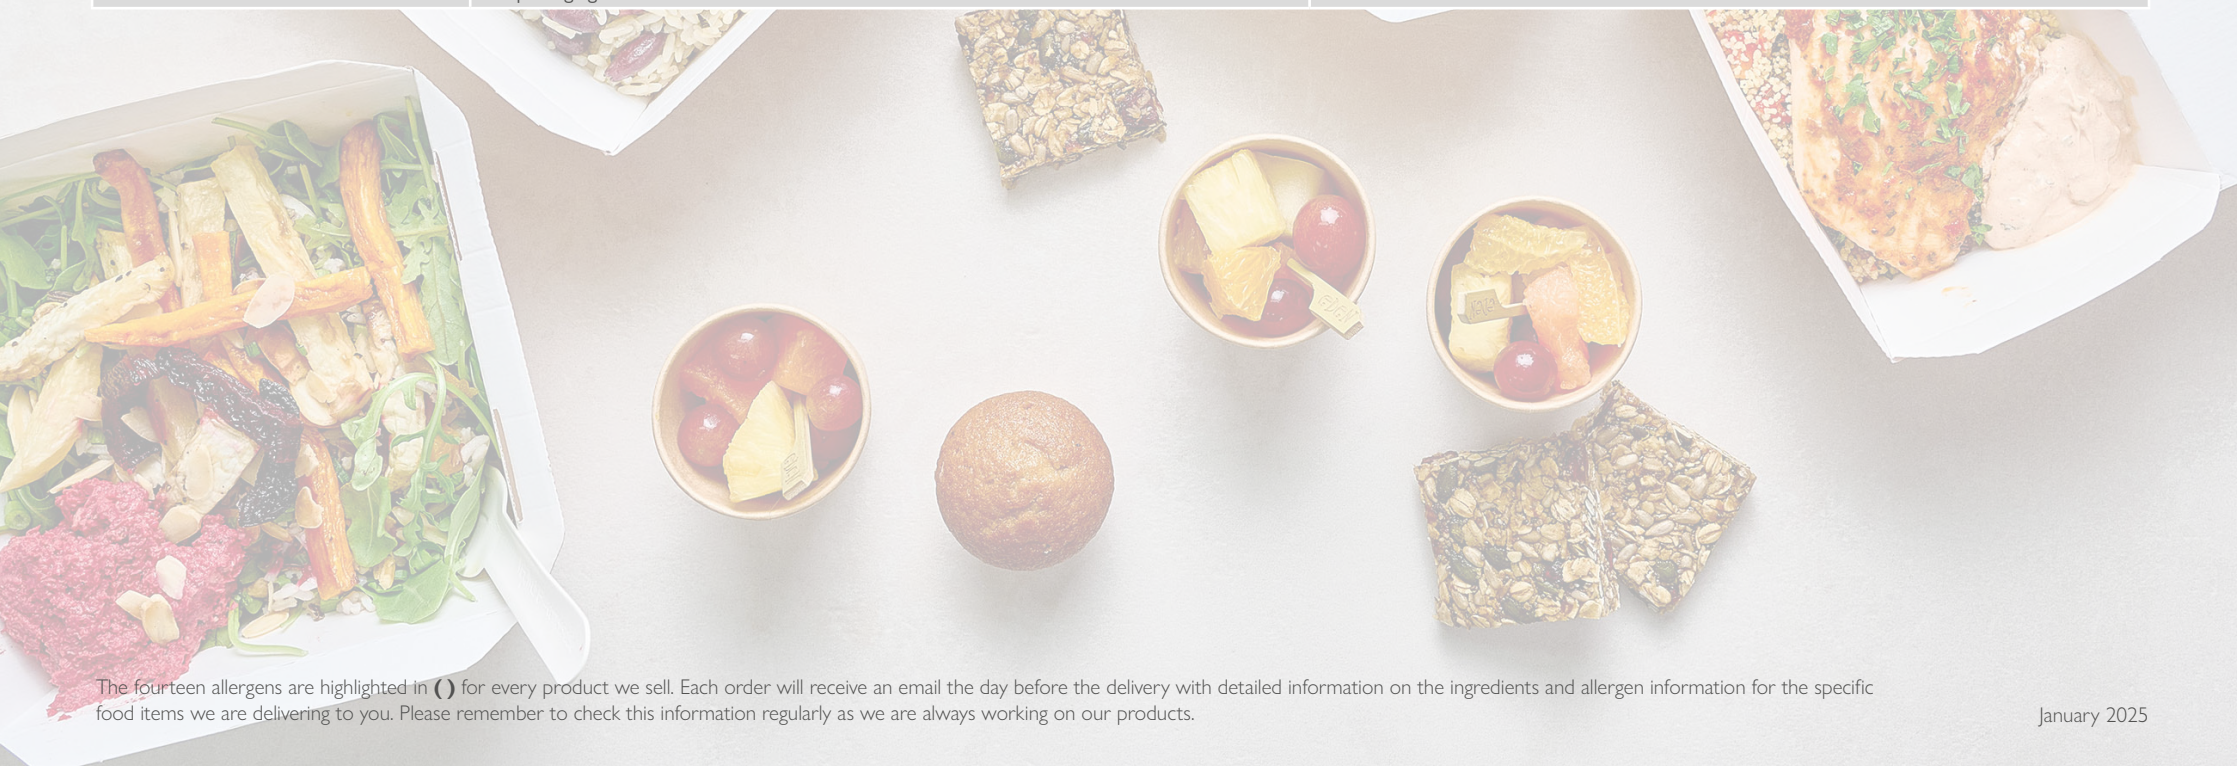 The fourteen allergens are highlighted in ( ) for every product we sell. Each order will receive an email the day before the delivery with detailed information on the ingredients and allergen information for the specific
food items we are delivering to you. Please remember to check this information regularly as we are always working on our products.
January 2025